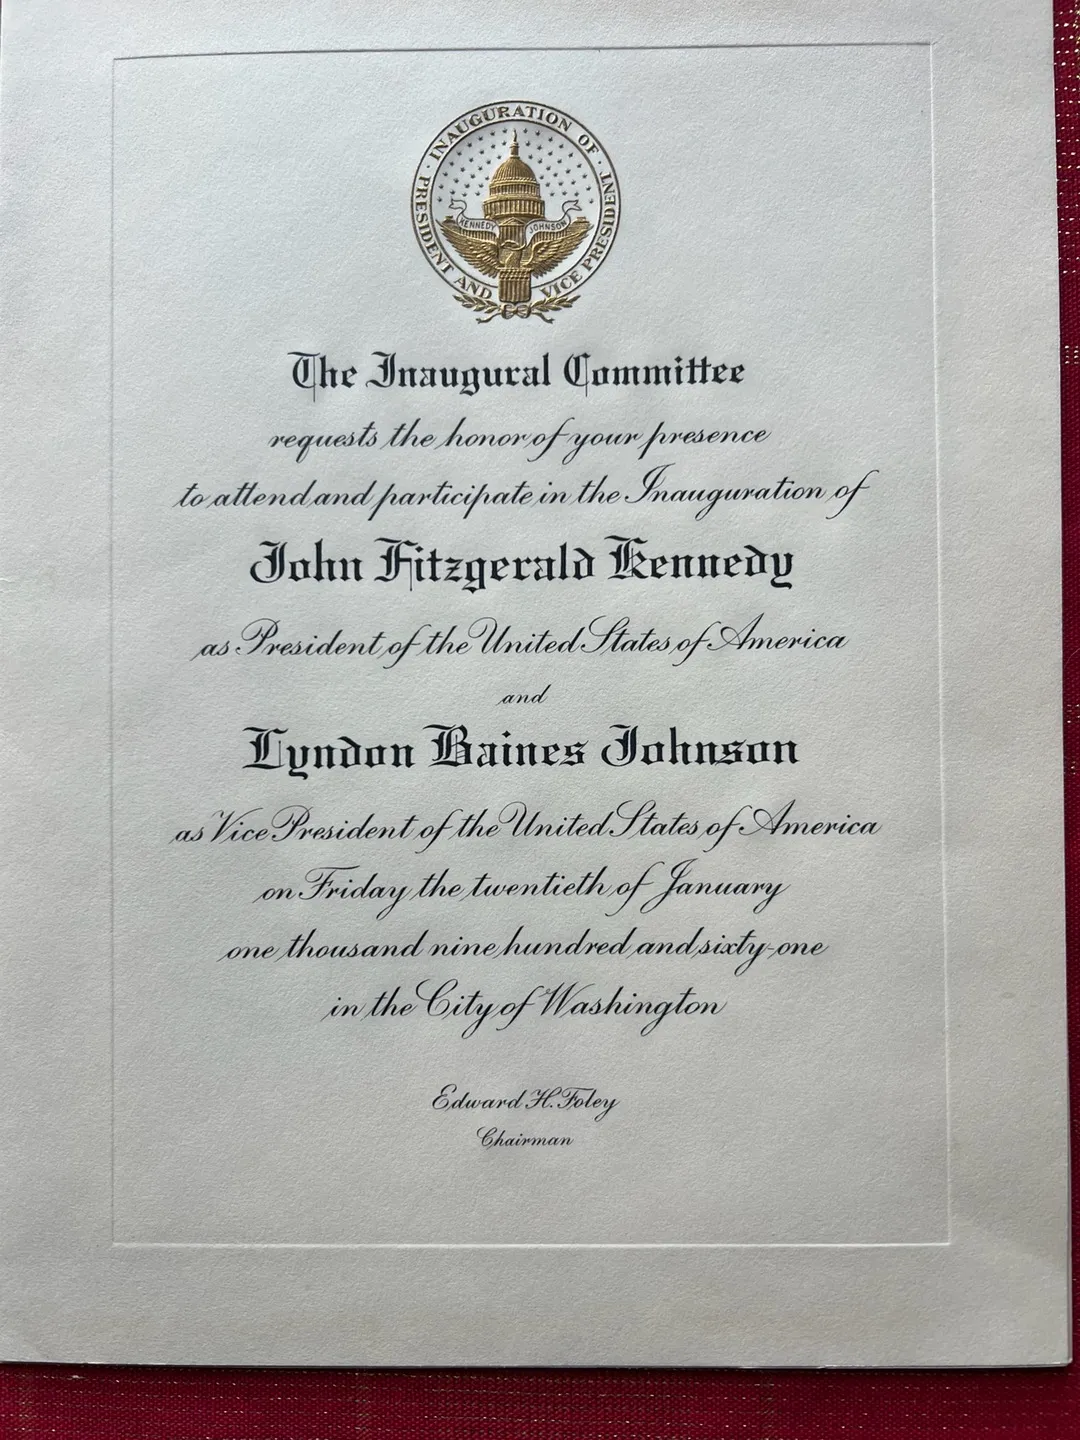 · INAUGURATION OF · PRESIDENT AND VICE PRESIDENT
KENNEDY JOHNSON
The Inaugural Committee
requests the honor of your presence
to attend and participate in the Inauguration of
John Fitzgerald Kennedy
as President of the United States of America
and
Lyndon Baines Johnson
as Vice President of the United States of America
on Friday the twentieth of January
one thousand nine hundred and sixty-one
in the City of Washington
Edward H. Foley
Chairman